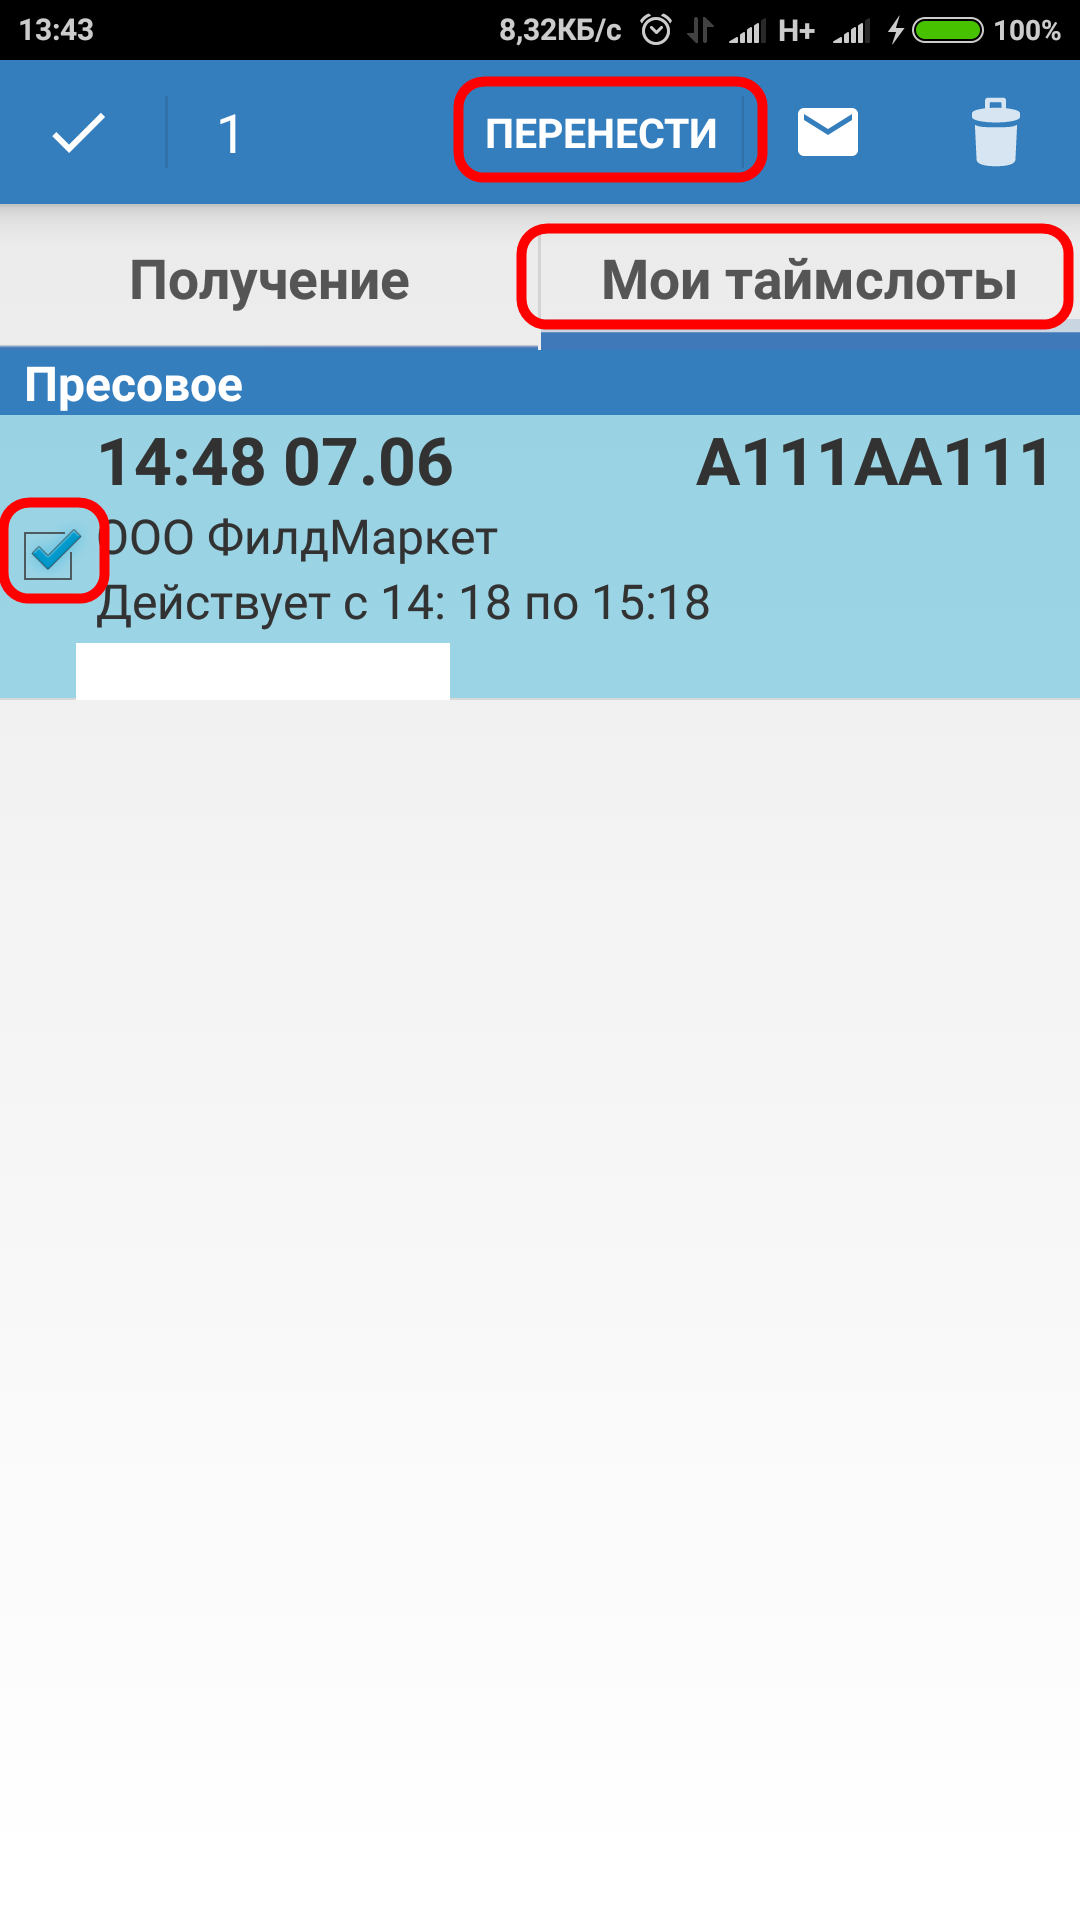 13:43 8,32КБ/с H+ 100%
1 ПЕРЕНЕСТИ
Получение Мои таймслоты
Пресовое
14:48 07.06 А111АА111
ООО ФилдМаркет
Действует с 14: 18 по 15:18